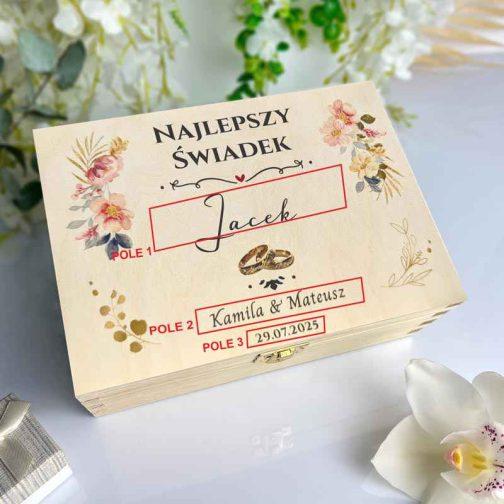 NAJLEPSZY
ŚWIADEK
Jacek
POLE 1
POLE 2 Kamila & Mateusz
POLE 3 29.07.2025